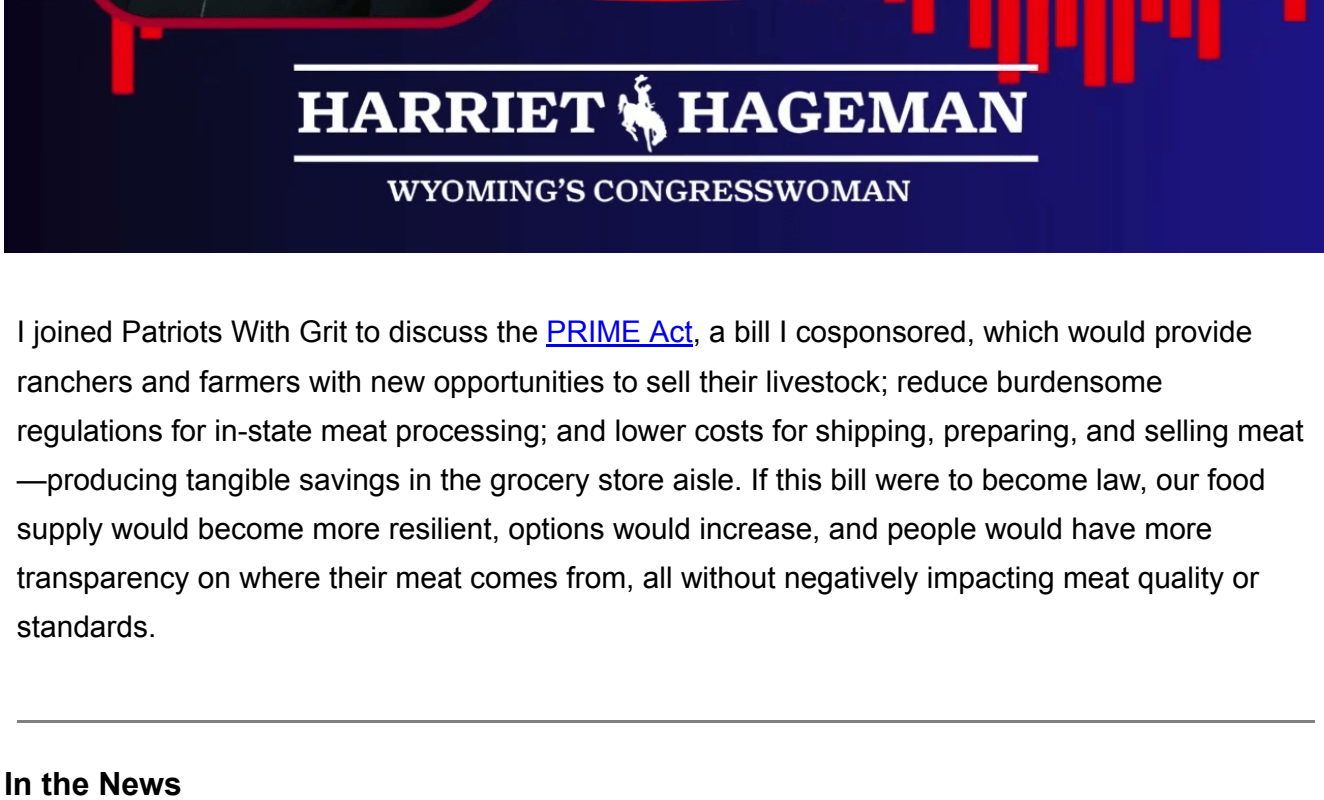 HARRIET HAGEMAN
WYOMING'S CONGRESSWOMAN
I joined Patriots With Grit to discuss the PRIME Act, a bill I cosponsored, which would provide
ranchers and farmers with new opportunities to sell their livestock; reduce burdensome
regulations for in-state meat processing; and lower costs for shipping, preparing, and selling meat
—producing tangible savings in the grocery store aisle. If this bill were to become law, our food
supply would become more resilient, options would increase, and people would have more
transparency on where their meat comes from, all without negatively impacting meat quality or
standards.
In the News